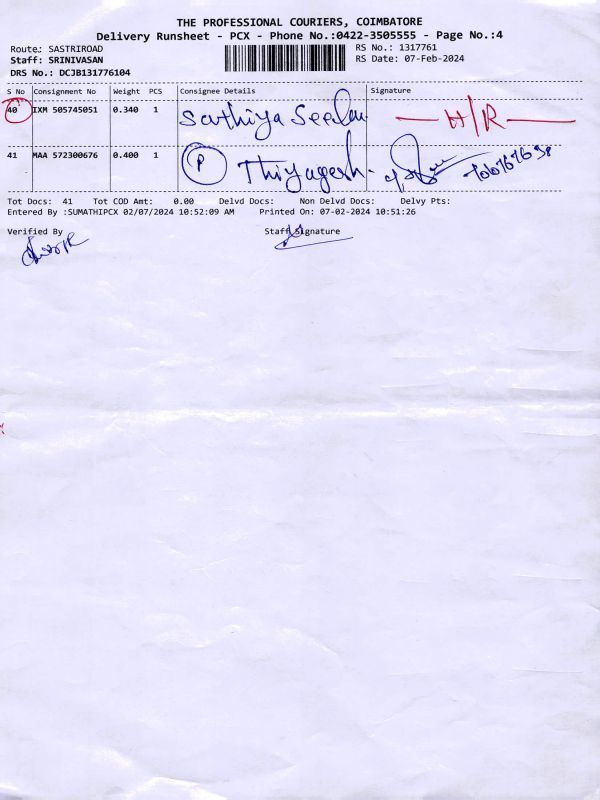 THE PROFESSIONAL COURIERS, COIMBATORE
Delivery Runsheet - PCX - Phone No.:0422-3505555 - Page No.:4
Route: SASTRIROAD
Staff: SRINIVASAN
DRS No.: DCJB131776104
RS No.: 1317761
RS Date: 07-Feb-2024
S No Consignment No Weight PCS Consignee Details Signature
40 IXM 505745051 0.340 1 Sathiya Seelan H/R
41 MAA 572300676 0.400 1 P Thiyagesh.
Tot Docs: 41 Tot COD Amt: 0.00 Delvd Docs: Non Delvd Docs: Delvy Pts:
Entered By :SUMATHIPCX 02/07/2024 10:52:09 AM Printed On: 07-02-2024 10:51:26
Verified By Staff Signature